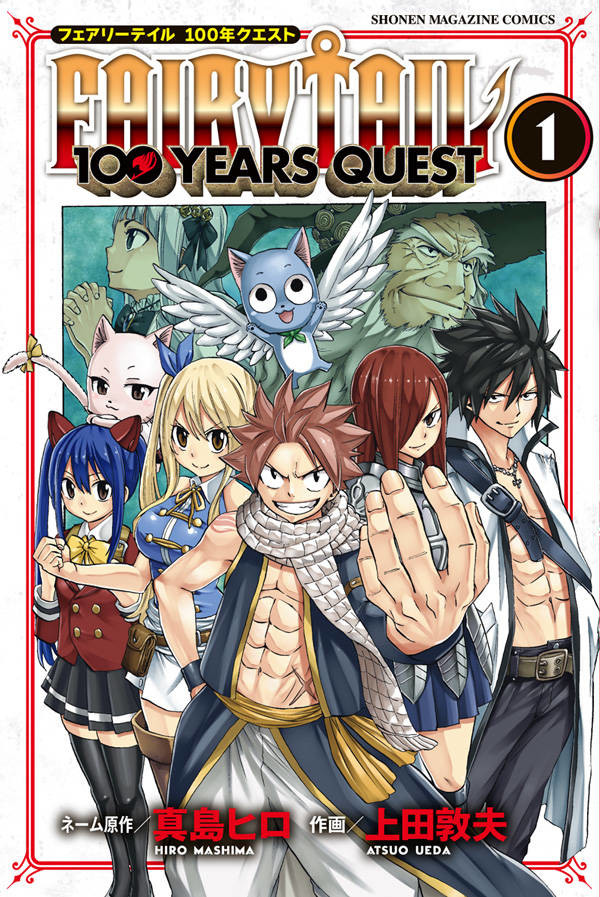 SHONEN MAGAZINE COMICS
フェアリーテイル 100年クエスト
FAIRY TAIL
100 YEARS QUEST
1
ネーム原作／真島ヒロ 作画／上田敦夫
HIRO MASHIMA ATSUO UEDA